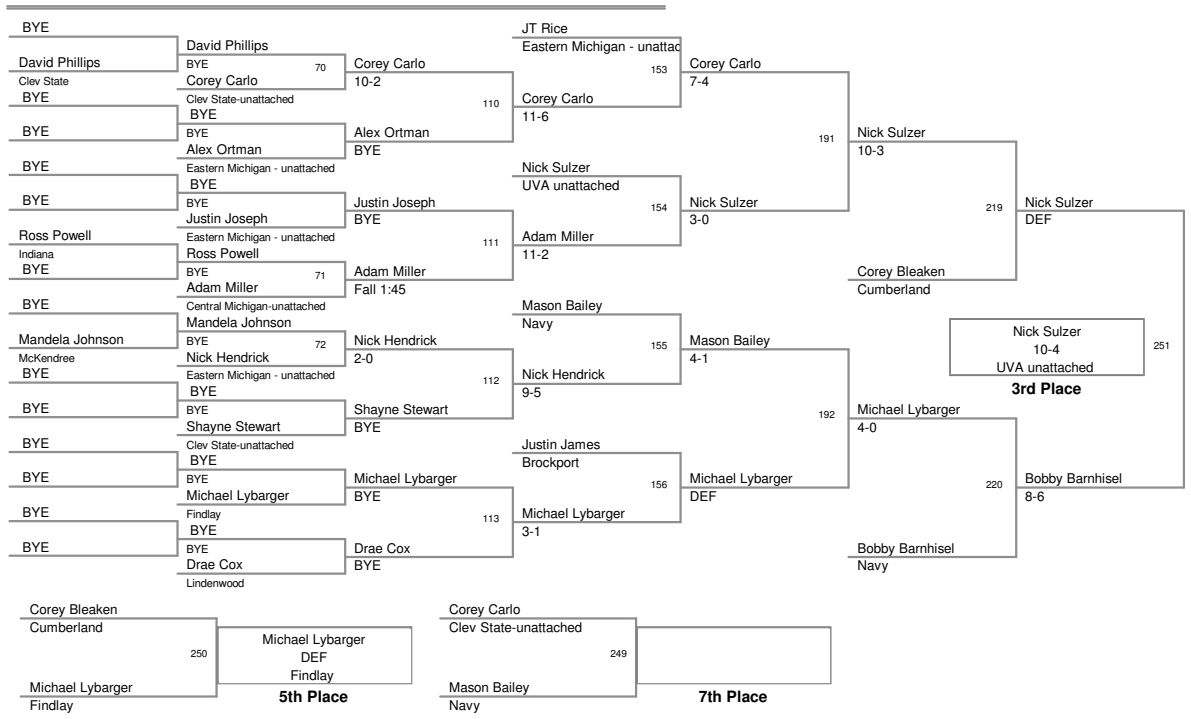 BYE
David Phillips
Clev State
BYE
BYE
BYE
BYE
Ross Powell
Indiana
BYE
BYE
Mandela Johnson
McKendree
BYE
BYE
BYE
BYE
BYE
BYE
David Phillips
BYE
70
Corey Carlo
Clev State-unattached
BYE
BYE
Alex Ortman
Eastern Michigan - unattached
BYE
BYE
Justin Joseph
Eastern Michigan - unattached
Ross Powell
BYE
71
Adam Miller
Central Michigan-unattached
Mandela Johnson
BYE
72
Nick Hendrick
Eastern Michigan - unattached
BYE
BYE
Shayne Stewart
Clev State-unattached
BYE
BYE
Michael Lybarger
Findlay
BYE
BYE
Drae Cox
Lindenwood
Corey Carlo
10-2
110
Alex Ortman
BYE
Justin Joseph
BYE
111
Adam Miller
Fall 1:45
Nick Hendrick
2-0
112
Shayne Stewart
BYE
Michael Lybarger
BYE
113
Drae Cox
BYE
JT Rice
Eastern Michigan - unattac
153
Corey Carlo
11-6
Nick Sulzer
UVA unattached
154
Adam Miller
11-2
Mason Bailey
Navy
155
Nick Hendrick
9-5
Justin James
Brockport
156
Michael Lybarger
3-1
Corey Carlo
7-4
191
Nick Sulzer
3-0
Mason Bailey
4-1
192
Michael Lybarger
DEF
Nick Sulzer
10-3
219
Corey Bleaken
Cumberland
Michael Lybarger
4-0
220
Bobby Barnhisel
Navy
Nick Sulzer
DEF
Nick Sulzer
10-4
UVA unattached
251
3rd Place
Bobby Barnhisel
8-6
Corey Bleaken
Cumberland
250
Michael Lybarger
Findlay
Michael Lybarger
DEF
Findlay
5th Place
Corey Carlo
Clev State-unattached
249
Mason Bailey
Navy
7th Place